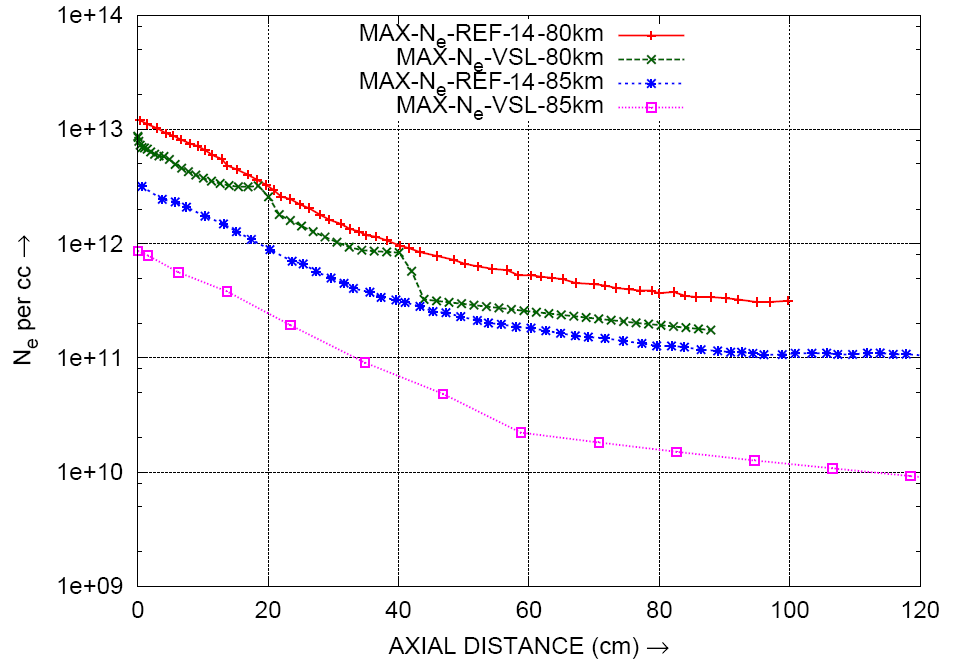 1e+14
1e+13
1e+12
1e+11
1e+10
1e+09
Ne per cc →
MAX-Ne-REF-14-80km
MAX-Ne-VSL-80km
MAX-Ne-REF-14-85km
MAX-Ne-VSL-85km
0 20 40 60 80 100 120
AXIAL DISTANCE (cm) →